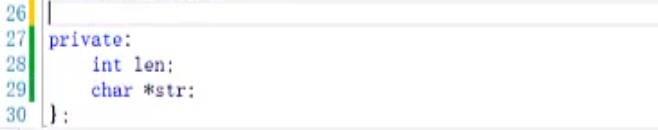 26
27 private:
28     int len;
29     char *str;
30 };